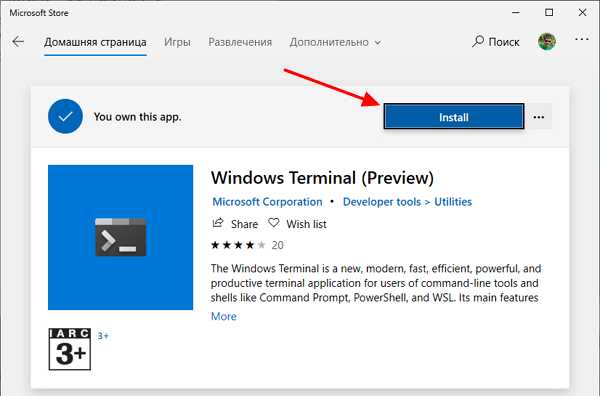 Microsoft Store
Домашняя страница Игры Развлечения Дополнительно Поиск
You own this app. Install
Windows Terminal (Preview)
Microsoft Corporation • Developer tools > Utilities
Share Wish list
20
The Windows Terminal is a new, modern, fast, efficient, powerful, and
productive terminal application for users of command-line tools and
shells like Command Prompt, PowerShell, and WSL. Its main features
More
IARC
3+ 3+